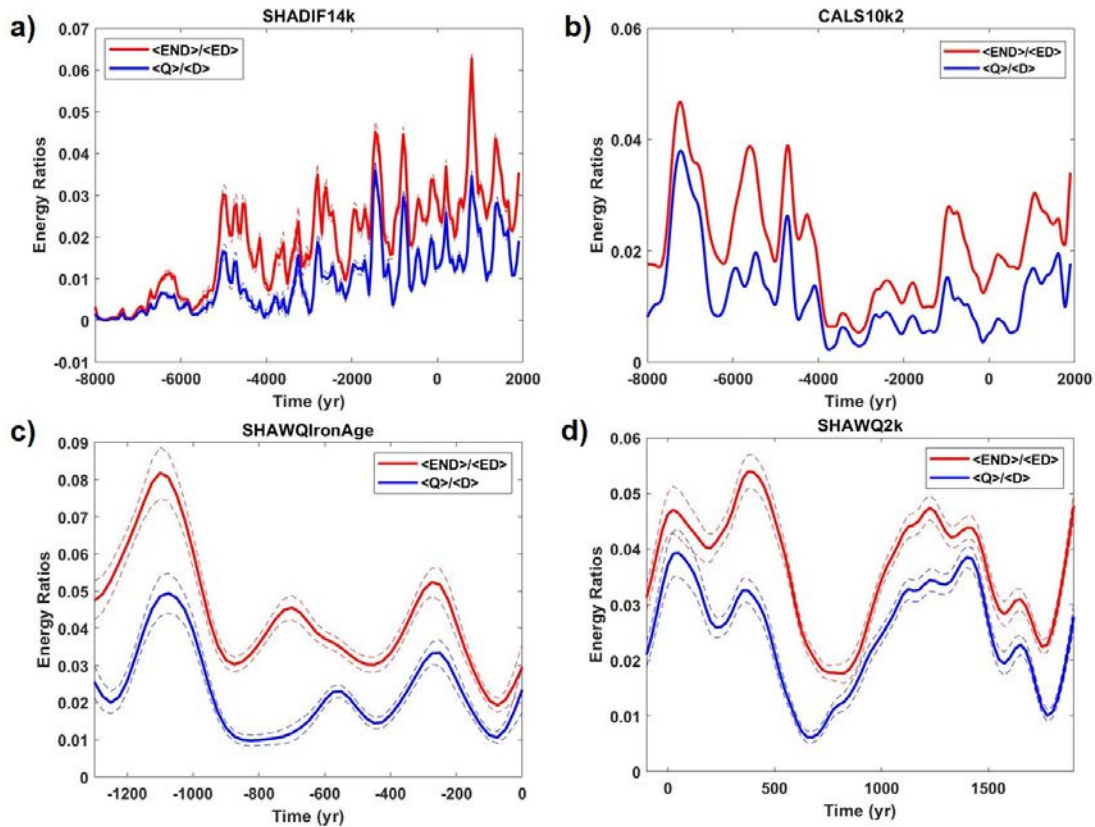 a)
SHADIF14k
0.07
0.06
0.05
0.04
0.03
0.02
0.01
0
-0.01
Energy Ratios
<END>/<ED>
<Q>/<D>
-8000 -6000 -4000 -2000 0 2000
Time (yr)
b)
CALS10k2
0.06
0.04
0.02
0
Energy Ratios
<END>/<ED>
<Q>/<D>
-8000 -6000 -4000 -2000 0 2000
Time (yr)
c)
SHAWQIronAge
0.09
0.08
0.07
0.06
0.05
0.04
0.03
0.02
0.01
0
Energy Ratios
<END>/<ED>
<Q>/<D>
-1200 -1000 -800 -600 -400 -200 0
Time (yr)
d)
SHAWQ2k
0.06
0.05
0.04
0.03
0.02
0.01
0
Energy Ratios
<END>/<ED>
<Q>/<D>
0 500 1000 1500
Time (yr)